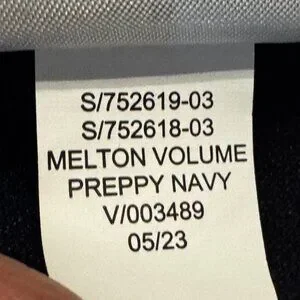 S/752619-03
S/752618-03
MELTON VOLUME
PREPPY NAVY
V/003489
05/23